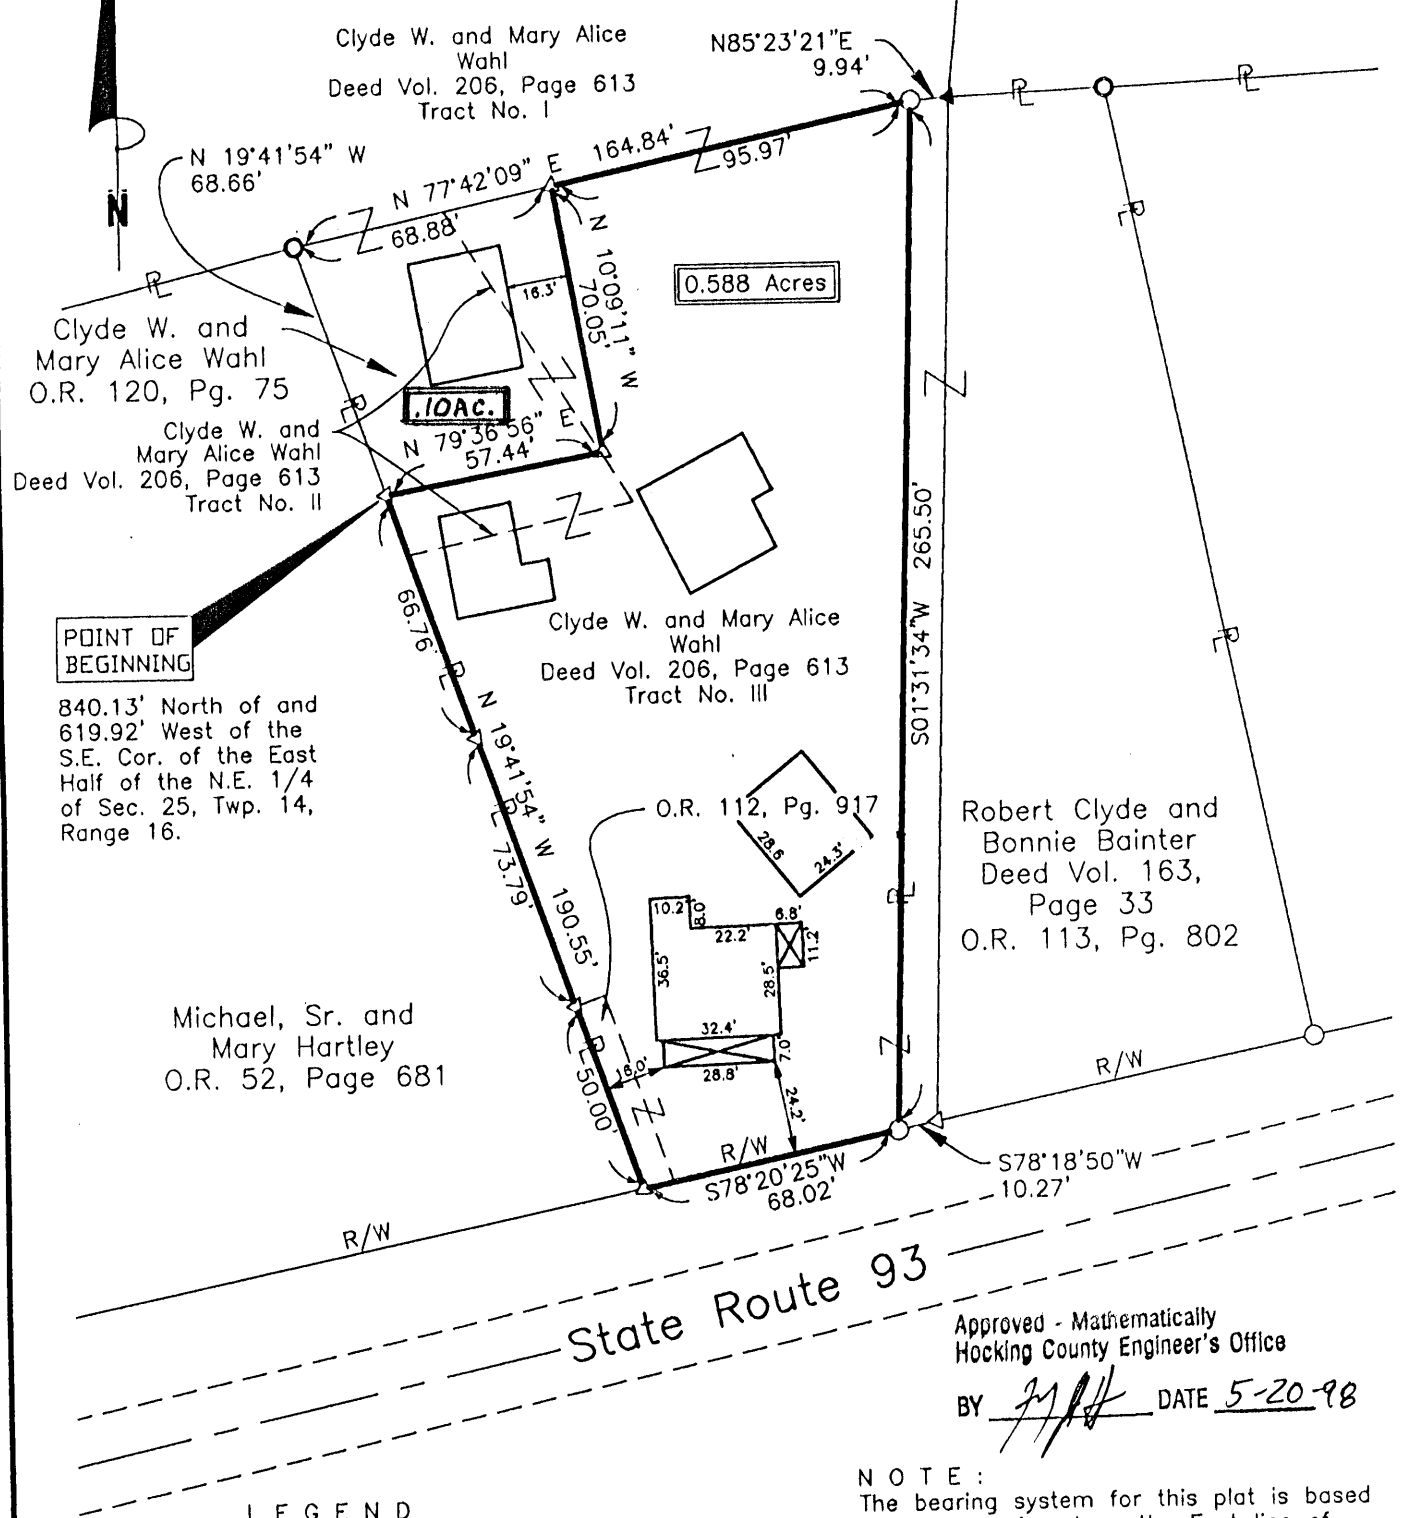 Clyde W. and Mary Alice
Wahl
Deed Vol. 206, Page 613
Tract No. I
N85°23'21"E
9.94'
N 19°41'54" W
68.66'
N
N 77°42'09" E
164.84'
68.88'
95.97'
16.3'
N 10°09'11" W
70.05'
0.588 Acres
Clyde W. and
Mary Alice Wahl
O.R. 120, Pg. 75
.10AC.
Clyde W. and
Mary Alice Wahl
Deed Vol. 206, Page 613
Tract No. II
N 79°36'56" E
57.44'
S01°31'34"W 265.50'
POINT OF
BEGINNING
840.13' North of and
619.92' West of the
S.E. Cor. of the East
Half of the N.E. 1/4
of Sec. 25, Twp. 14,
Range 16.
66.76'
Clyde W. and Mary Alice
Wahl
Deed Vol. 206, Page 613
Tract No. III
N 19°41'54" W 190.55'
73.79'
50.00'
O.R. 112, Pg. 917
28.6
24.3'
10.2'
8.0'
22.2'
6.8'
11.2'
36.5'
28.5'
32.4'
28.8'
7.0'
16.0'
24.2'
Robert Clyde and
Bonnie Bainter
Deed Vol. 163,
Page 33
O.R. 113, Pg. 802
Michael, Sr. and
Mary Hartley
O.R. 52, Page 681
R/W
R/W
S78°20'25"W
68.02'
S78°18'50"W
10.27'
R/W
State Route 93
Approved - Mathematically
Hocking County Engineer's Office
BY DATE 5-20-98
NOTE:
The bearing system for this plat is based
LEGEND